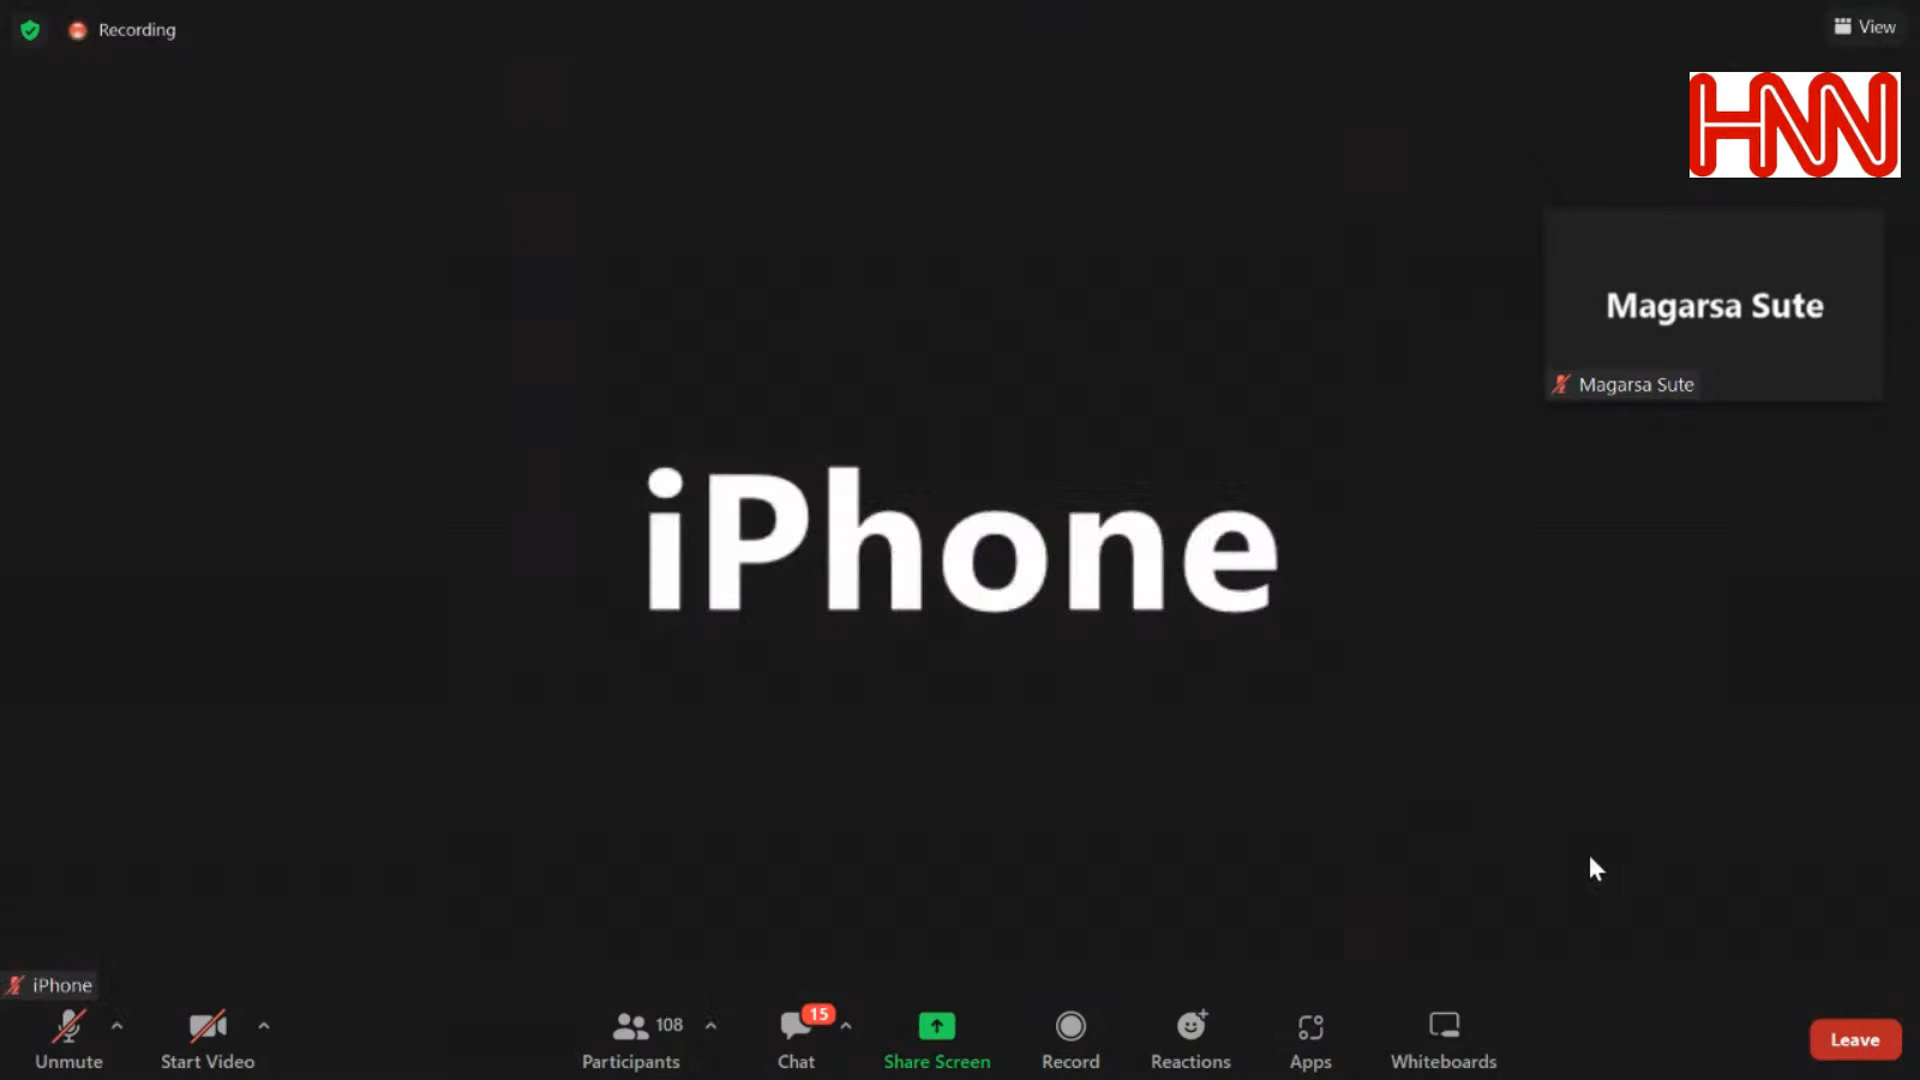 Recording
View
HNN
Magarsa Sute
Magarsa Sute
iPhone
iPhone
Unmute
Start Video
108
Participants
15
Chat
Share Screen
Record
Reactions
Apps
Whiteboards
Leave